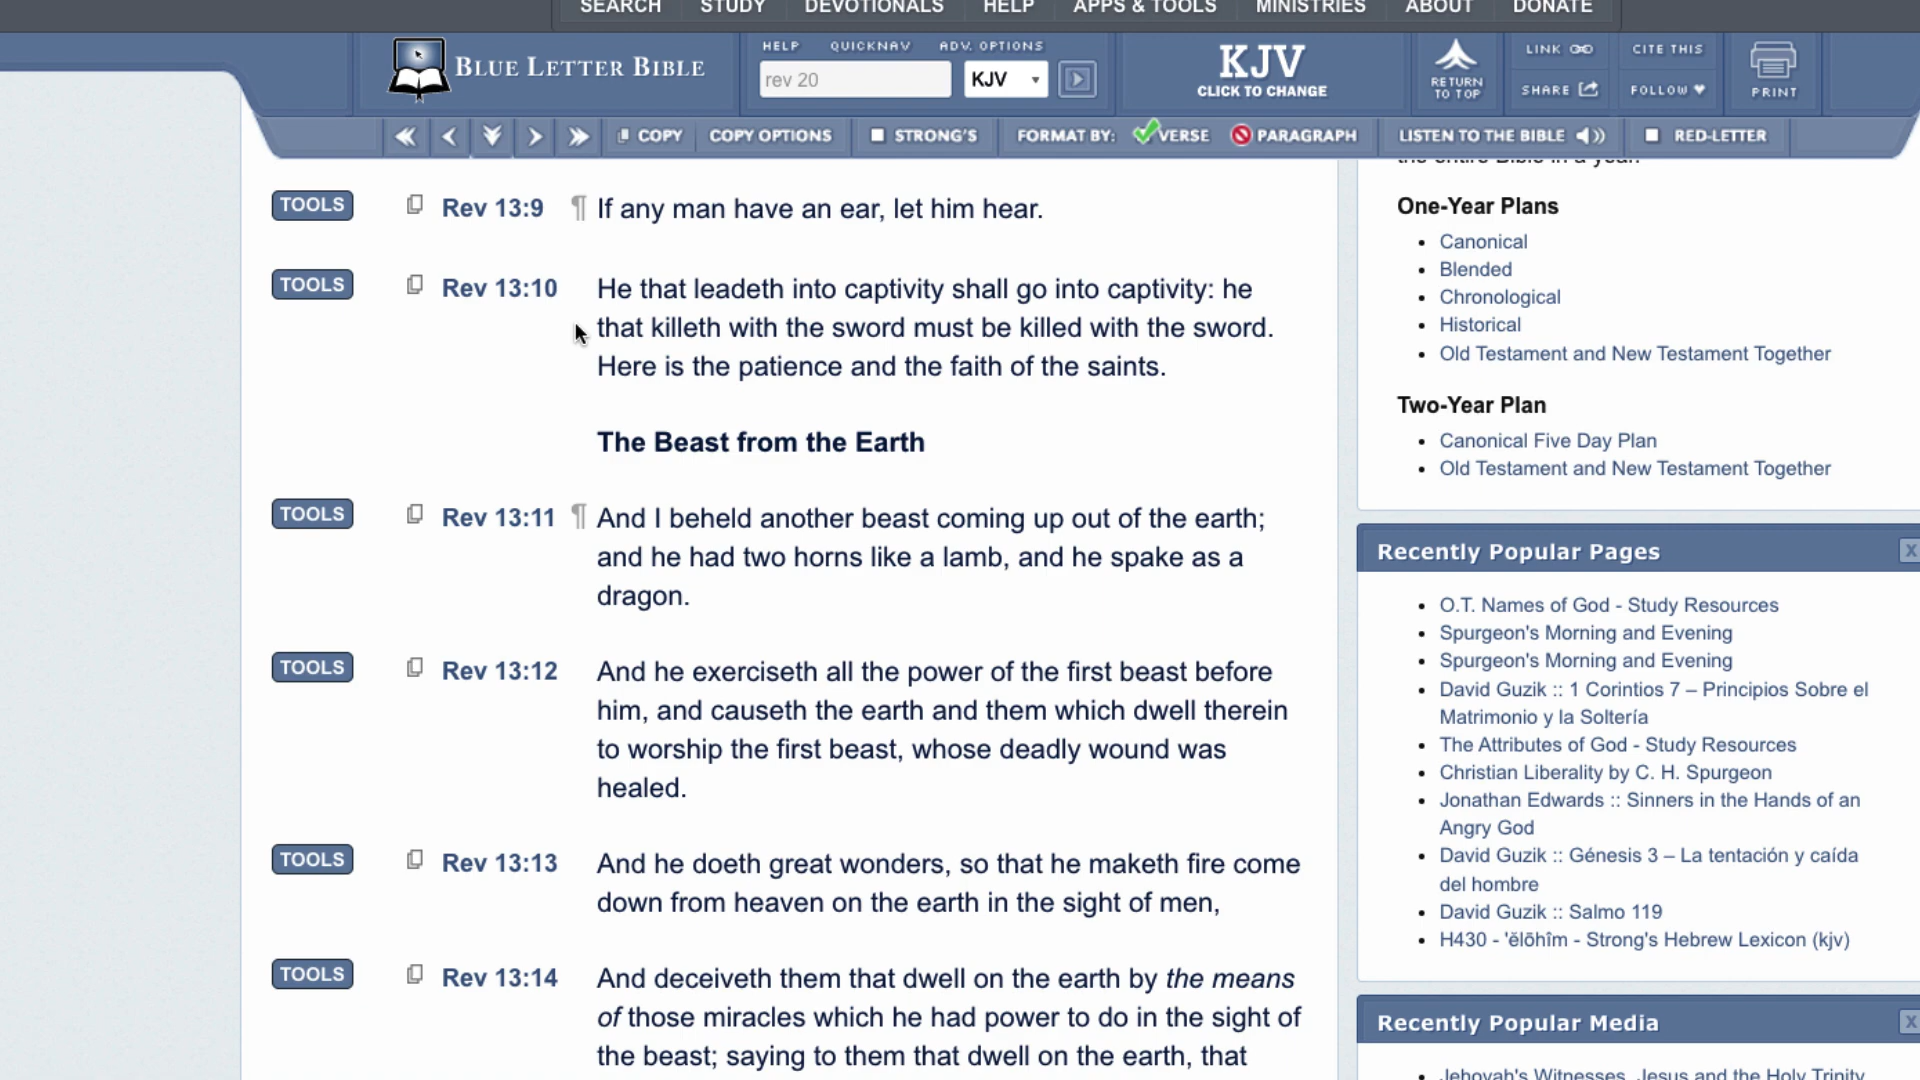 SEARCH STUDY DEVOTIONALS HELP APPS & TOOLS MINISTRIES ABOUT DONATE
BLUE LETTER BIBLE
HELP QUICKNAV ADV. OPTIONS
rev 20 KJV
KJV
CLICK TO CHANGE
RETURN
TO TOP
LINK
SHARE
CITE THIS
FOLLOW
PRINT
COPY COPY OPTIONS STRONG'S FORMAT BY: VERSE PARAGRAPH LISTEN TO THE BIBLE RED-LETTER
TOOLS Rev 13:9 ¶ If any man have an ear, let him hear.
TOOLS Rev 13:10 He that leadeth into captivity shall go into captivity: he
that killeth with the sword must be killed with the sword.
Here is the patience and the faith of the saints.
The Beast from the Earth
TOOLS Rev 13:11 ¶ And I beheld another beast coming up out of the earth;
and he had two horns like a lamb, and he spake as a
dragon.
TOOLS Rev 13:12 And he exerciseth all the power of the first beast before
him, and causeth the earth and them which dwell therein
to worship the first beast, whose deadly wound was
healed.
TOOLS Rev 13:13 And he doeth great wonders, so that he maketh fire come
down from heaven on the earth in the sight of men,
TOOLS Rev 13:14 And deceiveth them that dwell on the earth by the means
of those miracles which he had power to do in the sight of
the beast; saying to them that dwell on the earth, that
the entire Bible in a year.
One-Year Plans
• Canonical
• Blended
• Chronological
• Historical
• Old Testament and New Testament Together
Two-Year Plan
• Canonical Five Day Plan
• Old Testament and New Testament Together
Recently Popular Pages X
• O.T. Names of God - Study Resources
• Spurgeon's Morning and Evening
• Spurgeon's Morning and Evening
• David Guzik :: 1 Corintios 7 – Principios Sobre el
Matrimonio y la Soltería
• The Attributes of God - Study Resources
• Christian Liberality by C. H. Spurgeon
• Jonathan Edwards :: Sinners in the Hands of an
Angry God
• David Guzik :: Génesis 3 – La tentación y caída
del hombre
• David Guzik :: Salmo 119
• H430 - 'ĕlōhîm - Strong's Hebrew Lexicon (kjv)
Recently Popular Media X
• Jehovah's Witnesses, Jesus and the Holy Trinity